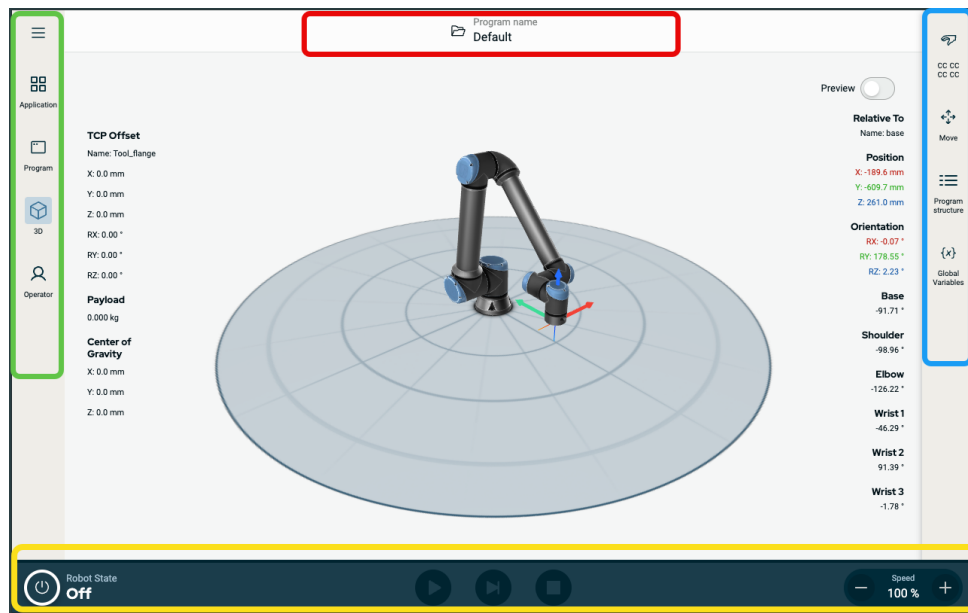 Program name
Default
Application
Program
3D
Operator
TCP Offset
Name: Tool_flange
X: 0.0 mm
Y: 0.0 mm
Z: 0.0 mm
RX: 0.00 °
RY: 0.00 °
RZ: 0.00 °
Payload
0.000 kg
Center of
Gravity
X: 0.0 mm
Y: 0.0 mm
Z: 0.0 mm
Preview
Relative To
Name: base
Position
X: -189.6 mm
Y: -609.7 mm
Z: 261.0 mm
Orientation
RX: -0.07 °
RY: 178.55 °
RZ: 2.23 °
Base
-91.71 °
Shoulder
-98.96 °
Elbow
-126.22 °
Wrist 1
-46.29 °
Wrist 2
91.39 °
Wrist 3
-1.78 °
CC CC
CC CC
Move
Program
structure
{x}
Global
Variables
Robot State
Off
Speed
100 %